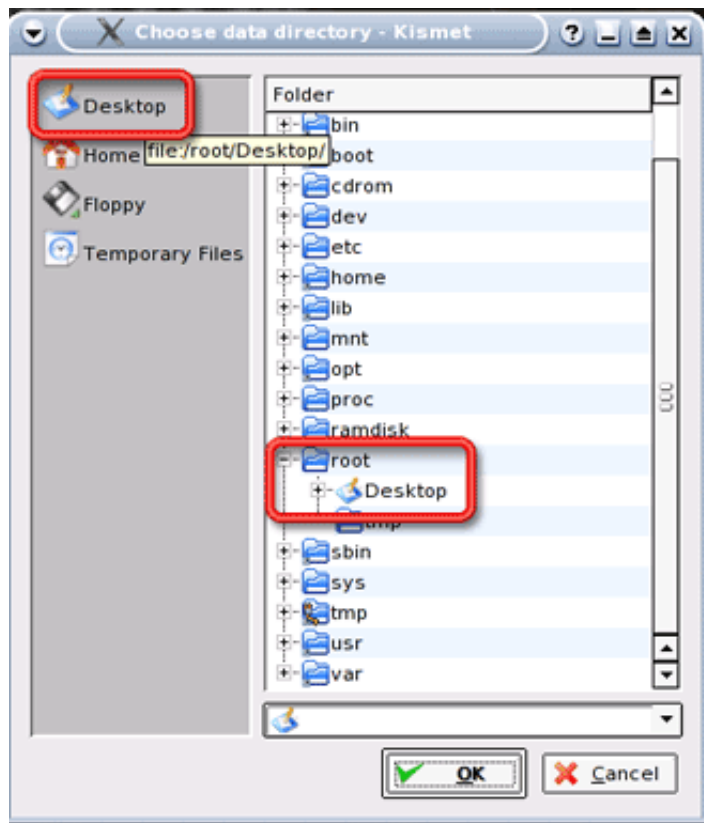 Choose data directory - Kismet
Desktop
Home
file:/root/Desktop/
Floppy
Temporary Files
Folder
bin
boot
cdrom
dev
etc
home
lib
mnt
opt
proc
ramdisk
root
Desktop
tmp
sbin
sys
tmp
usr
var
OK
Cancel